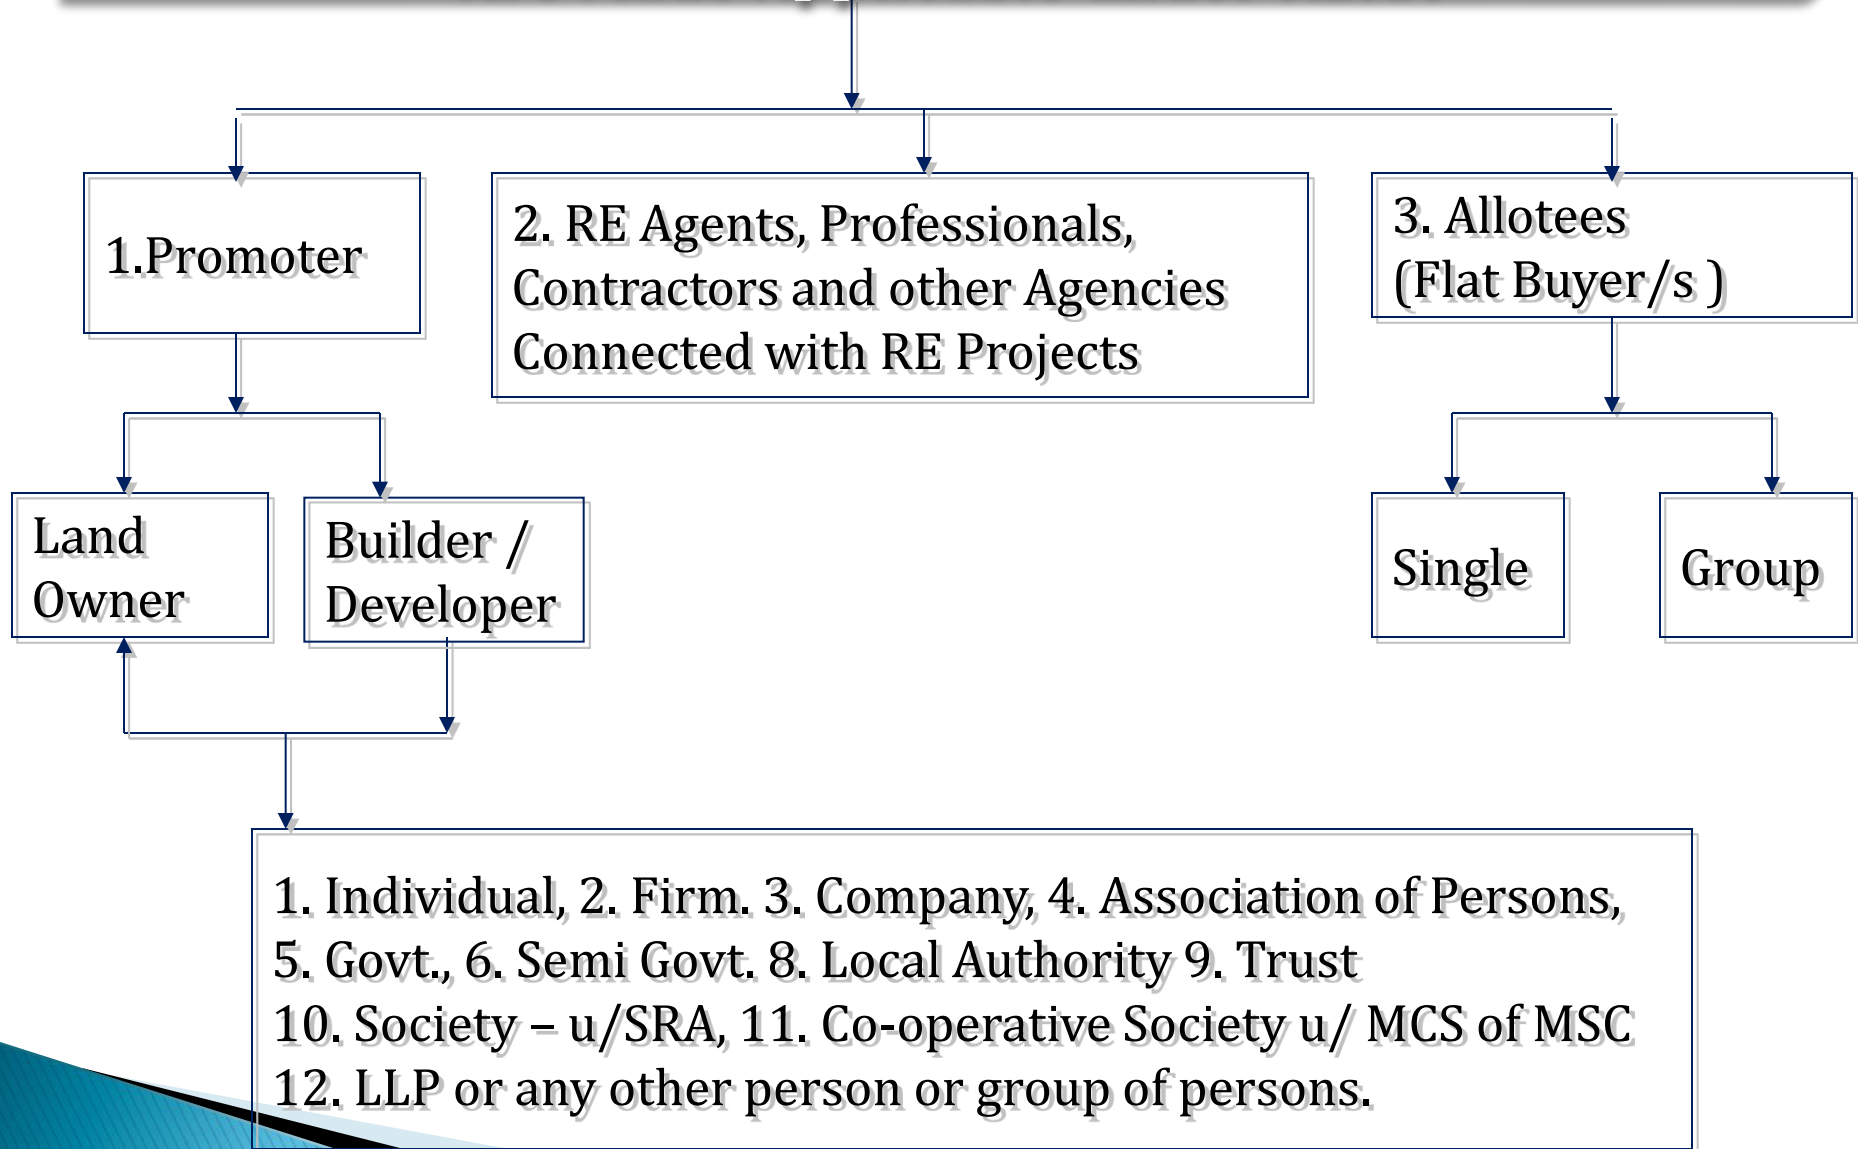 1.Promoter
2. RE Agents, Professionals,
Contractors and other Agencies
Connected with RE Projects
3. Allotees
(Flat Buyer/s )
Land
Owner
Builder /
Developer
Single
Group
1. Individual, 2. Firm. 3. Company, 4. Association of Persons,
5. Govt., 6. Semi Govt. 8. Local Authority 9. Trust
10. Society – u/SRA, 11. Co-operative Society u/ MCS of MSC
12. LLP or any other person or group of persons.